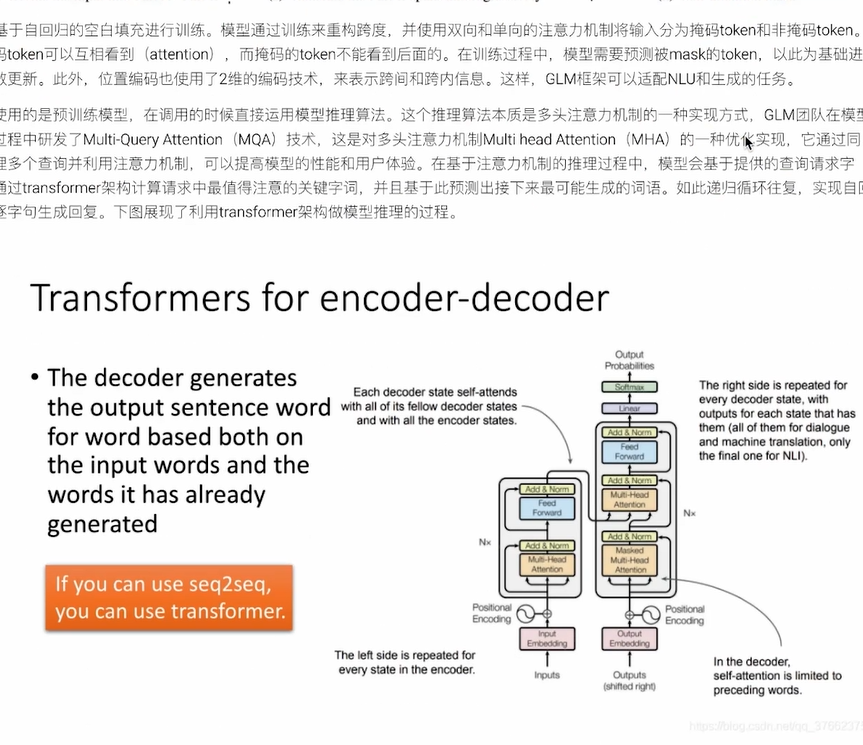 基于自回归的空白填充进行训练。模型通过训练来重构跨度，并使用双向和单向的注意力机制将输入分为掩码token和非掩码token。
码token可以互相看到（attention），而掩码的token不能看到后面的。在训练过程中，模型需要预测被mask的token，以此为基础进
数更新。此外，位置编码也使用了2维的编码技术，来表示跨间和跨内信息。这样，GLM框架可以适配NLU和生成的任务。
使用的是预训练模型，在调用的时候直接运用模型推理算法。这个推理算法本质是多头注意力机制的一种实现方式，GLM团队在模型
过程中研发了Multi-Query Attention（MQA）技术，这是对多头注意力机制Multi head Attention（MHA）的一种优化实现，它通过同
理多个查询并利用注意力机制，可以提高模型的性能和用户体验。在基于注意力机制的推理过程中，模型会基于提供的查询请求字
通过transformer架构计算请求中最值得注意的关键字词，并且基于此预测出接下来最可能生成的词语。如此递归循环往复，实现自回
逐字句生成回复。下图展现了利用transformer架构做模型推理的过程。
Transformers for encoder-decoder
• The decoder generates
the output sentence word
for word based both on
the input words and the
words it has already
generated
If you can use seq2seq,
you can use transformer.
Each decoder state self-attends
with all of its fellow decoder states
and with all the encoder states.
The left side is repeated for
every state in the encoder.
Output
Probabilities
Softmax
Linear
Add & Norm
Feed
Forward
Add & Norm
Multi-Head
Attention
Nx
Add & Norm
Masked
Multi-Head
Attention
Positional
Encoding
Output
Embedding
Outputs
(shifted right)
Add & Norm
Feed
Forward
Nx
Add & Norm
Multi-Head
Attention
Positional
Encoding
Input
Embedding
Inputs
The right side is repeated for
every decoder state, with
outputs for each state that has
them (all of them for dialogue
and machine translation, only
the final one for NLI).
In the decoder,
self-attention is limited to
preceding words.